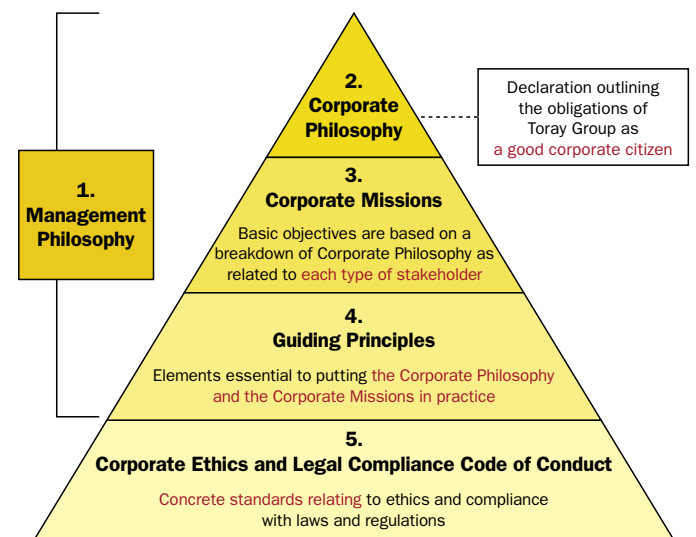 1.
Management
Philosophy
2.
Corporate
Philosophy
Declaration outlining
the obligations of
Toray Group as
a good corporate citizen
3.
Corporate Missions
Basic objectives are based on a
breakdown of Corporate Philosophy as
related to each type of stakeholder
4.
Guiding Principles
Elements essential to putting the Corporate Philosophy
and the Corporate Missions in practice
5.
Corporate Ethics and Legal Compliance Code of Conduct
Concrete standards relating to ethics and compliance
with laws and regulations